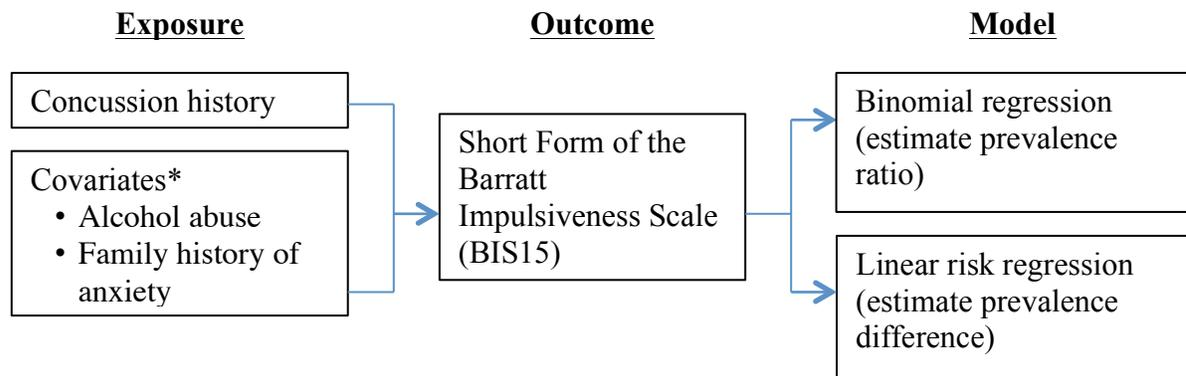 Exposure
Outcome
Model
Concussion history
Covariates*
• Alcohol abuse
• Family history of
anxiety
Short Form of the
Barratt
Impulsiveness Scale
(BIS15)
Binomial regression
(estimate prevalence
ratio)
Linear risk regression
(estimate prevalence
difference)